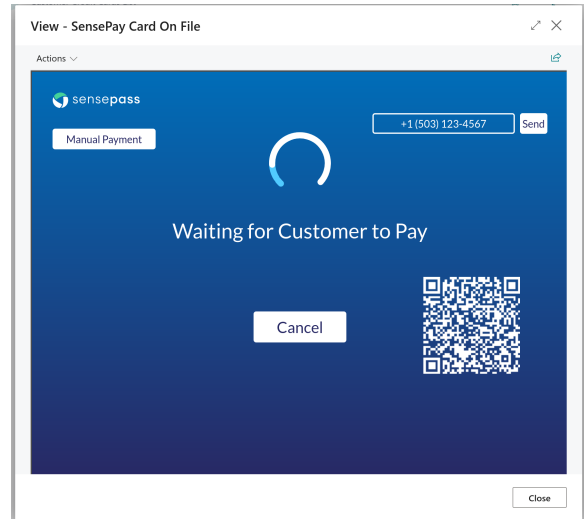 View - SensePay Card On File
Actions
sensepass
+1 (503) 123-4567
Send
Manual Payment
Waiting for Customer to Pay
Cancel
Close